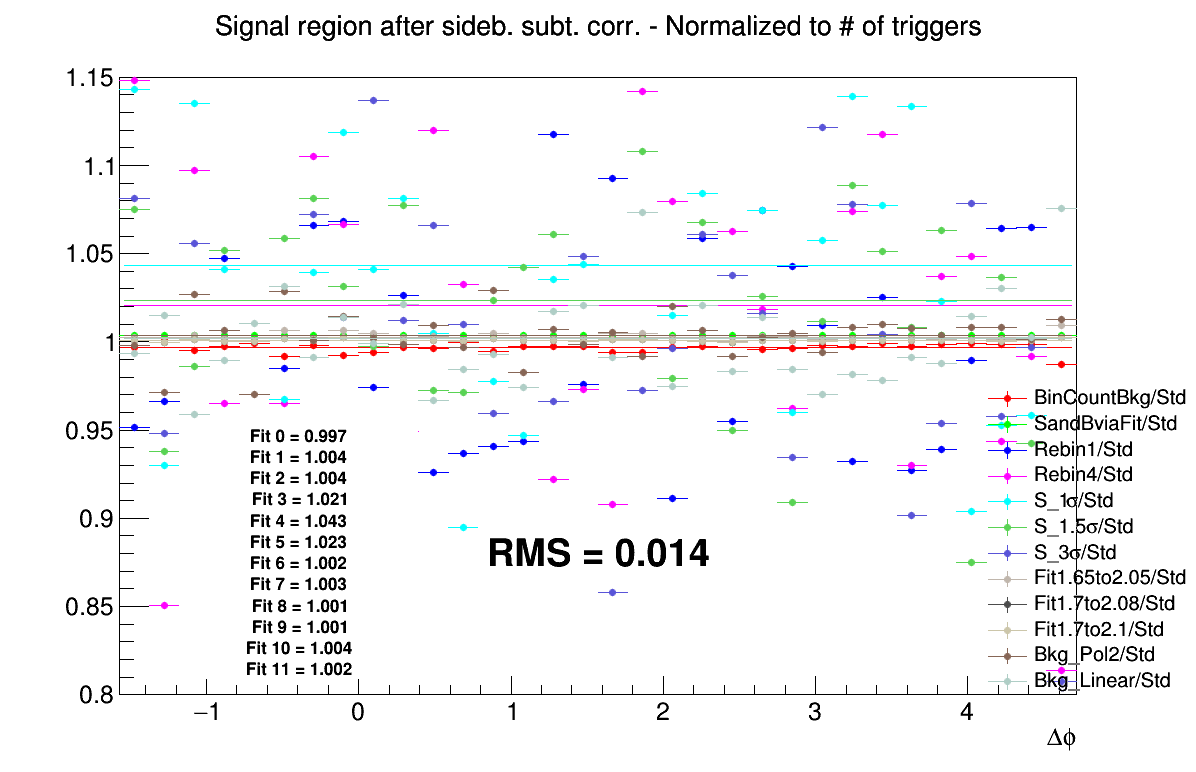 Signal region after sideb. subt. corr. - Normalized to # of triggers
1.15
1.1
1.05
1
0.95
0.9
0.85
0.8
−1
0
1
2
3
4
Δϕ
Fit 0 = 0.997
Fit 1 = 1.004
Fit 2 = 1.004
Fit 3 = 1.021
Fit 4 = 1.043
Fit 5 = 1.023
Fit 6 = 1.002
Fit 7 = 1.003
Fit 8 = 1.001
Fit 9 = 1.001
Fit 10 = 1.004
Fit 11 = 1.002
RMS = 0.014
BinCountBkg/Std
SandBviaFit/Std
Rebin1/Std
Rebin4/Std
S_1σ/Std
S_1.5σ/Std
S_3σ/Std
Fit1.65to2.05/Std
Fit1.7to2.08/Std
Fit1.7to2.1/Std
Bkg_Pol2/Std
Bkg_Linear/Std